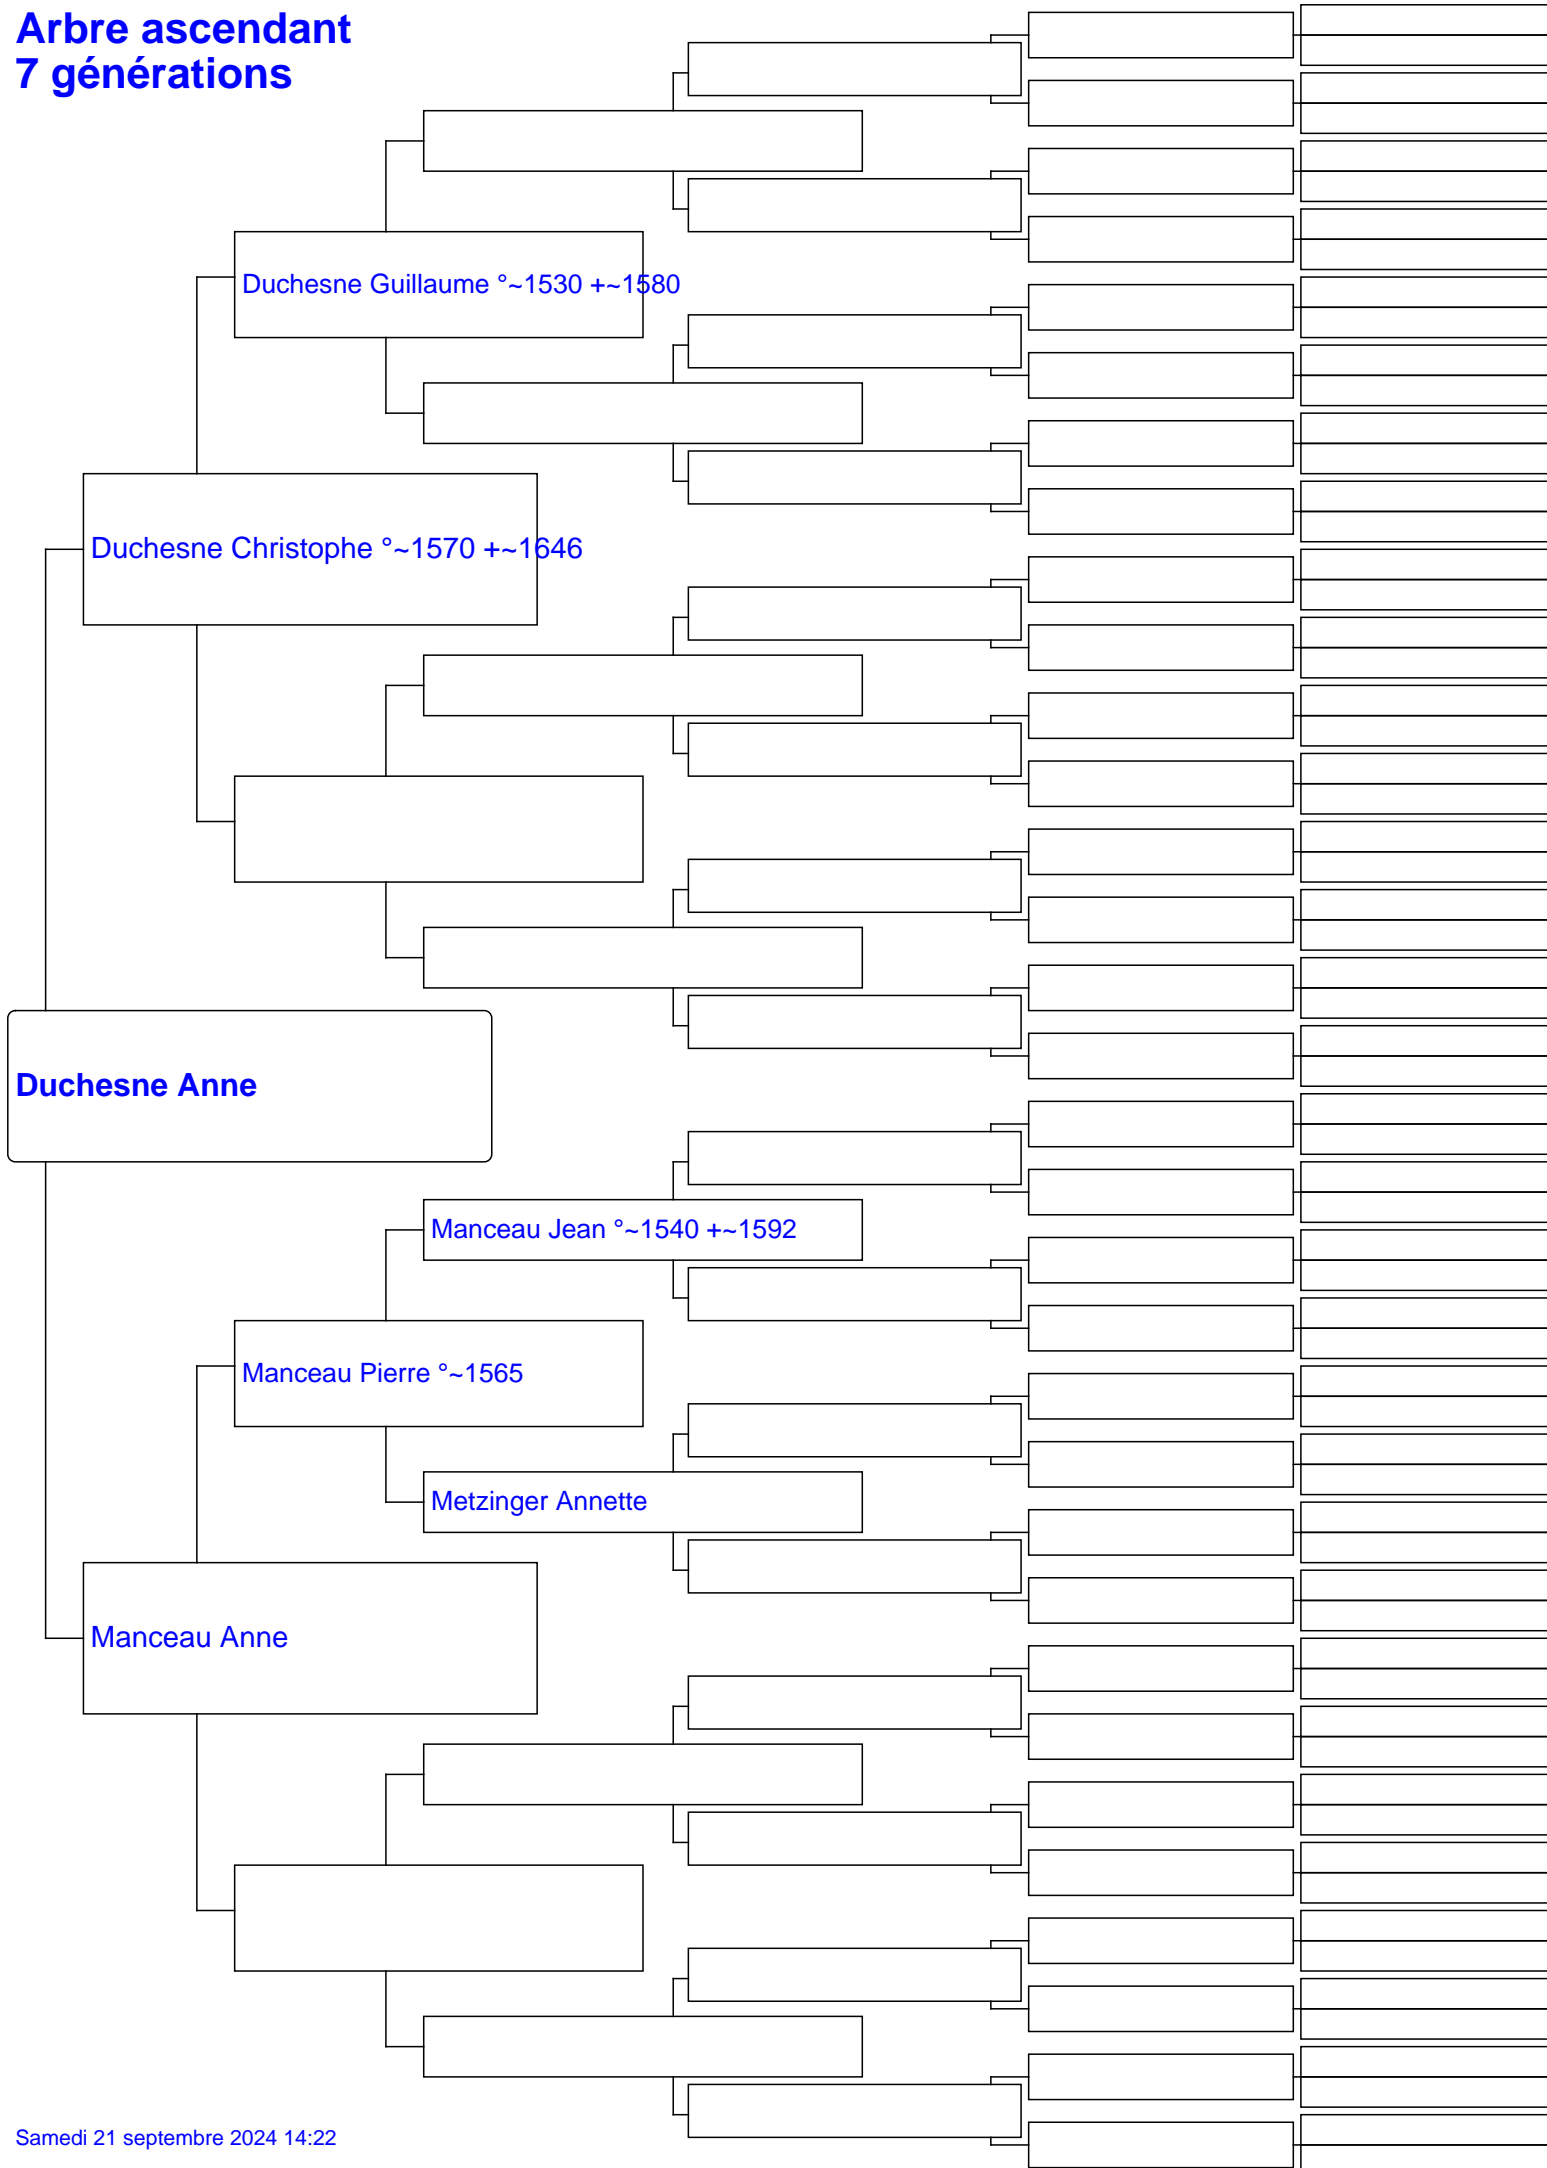 Arbre ascendant
7 générations
Duchesne Guillaume °~1530 +~1580
Duchesne Christophe °~1570 +~1646
Duchesne Anne
Manceau Jean °~1540 +~1592
Manceau Pierre °~1565
Metzinger Annette
Manceau Anne
Samedi 21 septembre 2024 14:22